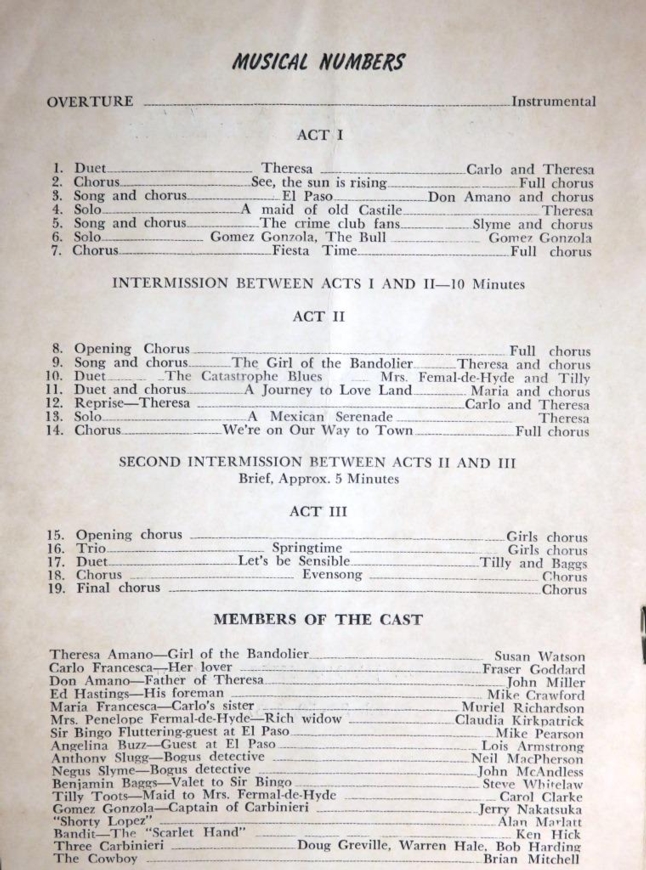 MUSICAL NUMBERS
OVERTURE Instrumental
ACT I
1. Duet Theresa Carlo and Theresa
2. Chorus See, the sun is rising Full chorus
3. Song and chorus El Paso Don Amano and chorus
4. Solo A maid of old Castile Theresa
5. Song and chorus The crime club fans Slyme and chorus
6. Solo Gomez Gonzola, The Bull Gomez Gonzola
7. Chorus Fiesta Time Full chorus
INTERMISSION BETWEEN ACTS I AND II—10 Minutes
ACT II
8. Opening Chorus Full chorus
9. Song and chorus The Girl of the Bandolier Theresa and chorus
10. Duet The Catastrophe Blues Mrs. Femal-de-Hyde and Tilly
11. Duet and chorus A Journey to Love Land Maria and chorus
12. Reprise—Theresa Carlo and Theresa
13. Solo A Mexican Serenade Theresa
14. Chorus We're on Our Way to Town Full chorus
SECOND INTERMISSION BETWEEN ACTS II AND III
Brief, Approx. 5 Minutes
ACT III
15. Opening chorus Girls chorus
16. Trio Springtime Girls chorus
17. Duet Let's be Sensible Tilly and Baggs
18. Chorus Evensong Chorus
19. Final chorus Chorus
MEMBERS OF THE CAST
Theresa Amano—Girl of the Bandolier Susan Watson
Carlo Francesca—Her lover Fraser Goddard
Don Amano—Father of Theresa John Miller
Ed Hastings—His foreman Mike Crawford
Maria Francesca—Carlo's sister Muriel Richardson
Mrs. Penelope Fermal-de-Hyde—Rich widow Claudia Kirkpatrick
Sir Bingo Fluttering-guest at El Paso Mike Pearson
Angelina Buzz—Guest at El Paso Lois Armstrong
Anthony Slugg—Bogus detective Neil MacPherson
Negus Slyme—Bogus detective John McAndless
Benjamin Baggs—Valet to Sir Bingo Steve Whitelaw
Tilly Toots—Maid to Mrs. Fermal-de-Hyde Carol Clarke
Gomez Gonzola—Captain of Carbinieri Jerry Nakatsuka
"Shorty Lopez" Alan Marlatt
Bandit—The "Scarlet Hand" Ken Hick
Three Carbinieri Doug Greville, Warren Hale, Bob Harding
The Cowboy Brian Mitchell